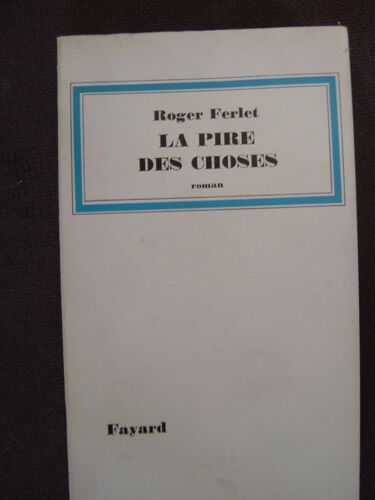 Roger Ferlet
LA PIRE
DES CHOSES
roman
Fayard